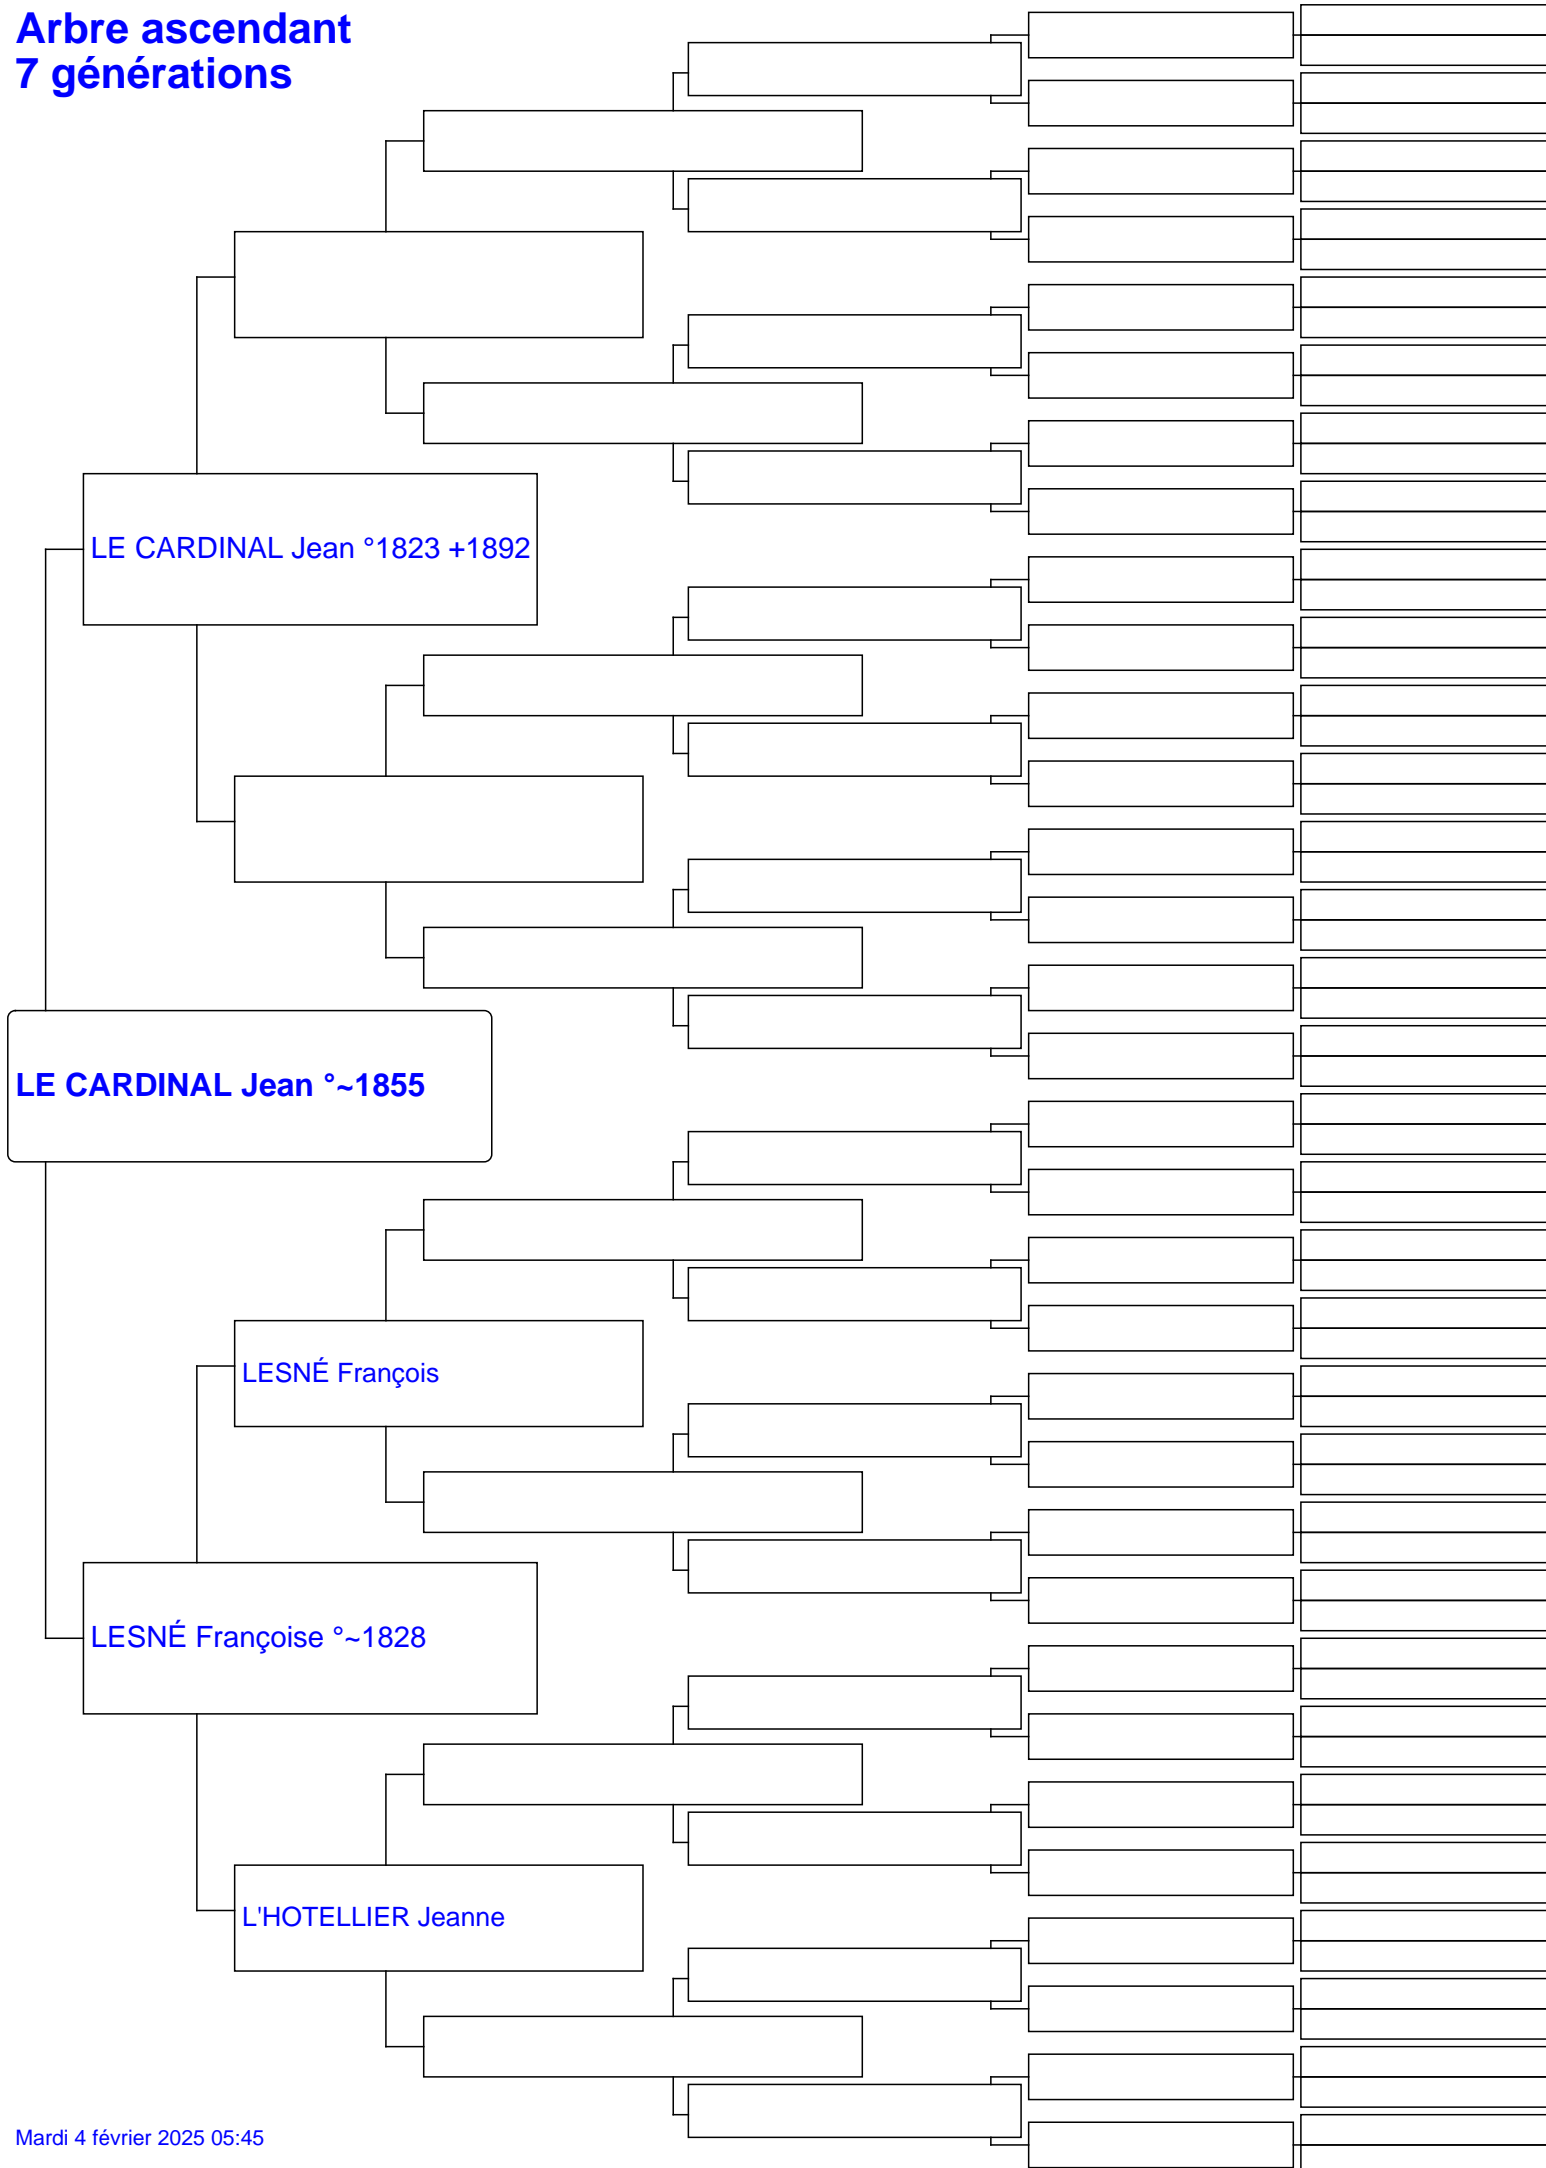 Arbre ascendant
7 générations
LE CARDINAL Jean °1823 +1892
LE CARDINAL Jean °~1855
LESNÉ François
LESNÉ Françoise °~1828
L'HOTELLIER Jeanne
Mardi 4 février 2025 05:45